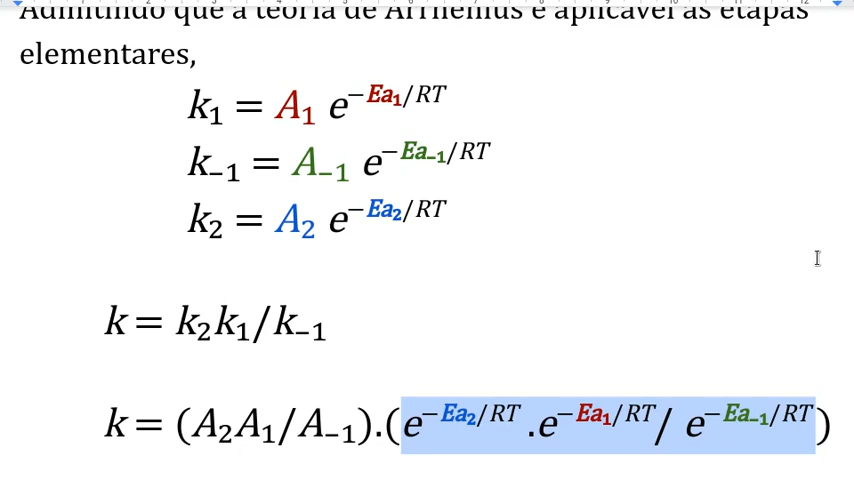 Admitindo que a teoria de Arrhenius é aplicável às etapas
elementares,
k₁ = A₁ e^(−Ea₁/RT)
k₋₁ = A₋₁ e^(−Ea₋₁/RT)
k₂ = A₂ e^(−Ea₂/RT)
k = k₂k₁/k₋₁
k = (A₂A₁/A₋₁).(e^(−Ea₂/RT) .e^(−Ea₁/RT)/ e^(−Ea₋₁/RT))